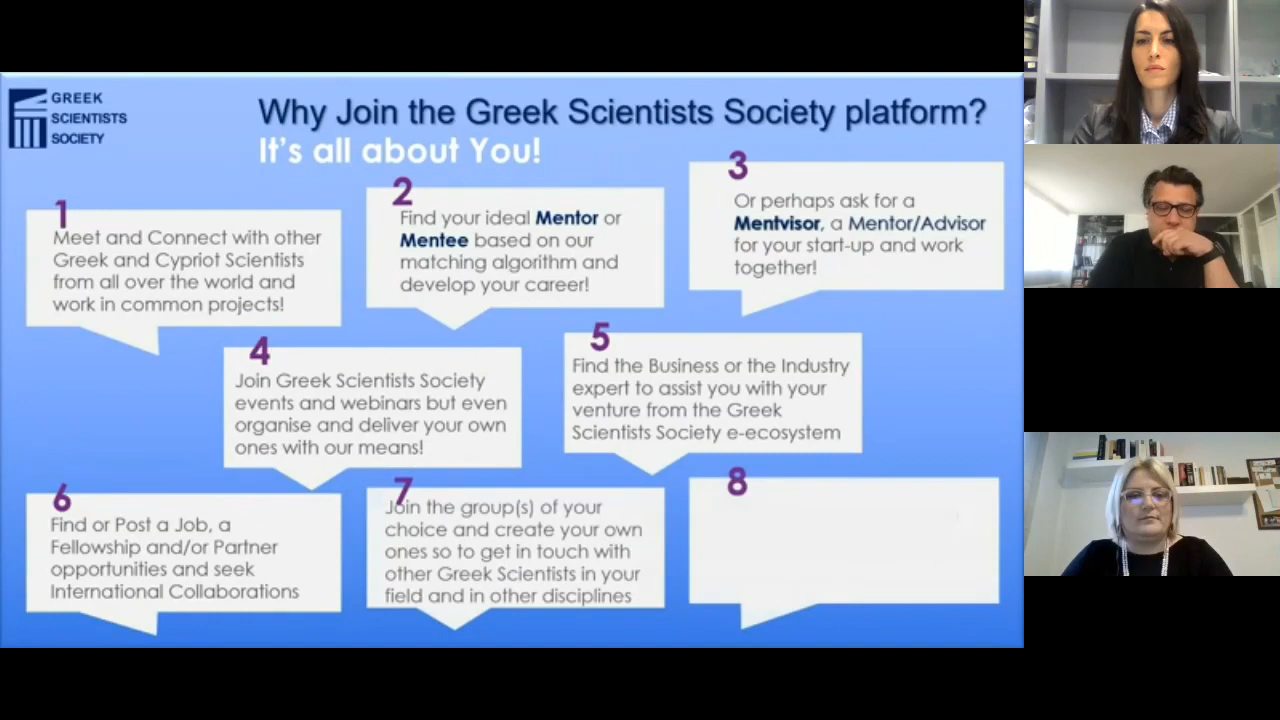 GREEK
SCIENTISTS
SOCIETY
Why Join the Greek Scientists Society platform?
It's all about You!
1
Meet and Connect with other
Greek and Cypriot Scientists
from all over the world and
work in common projects!
2
Find your ideal Mentor or
Mentee based on our
matching algorithm and
develop your career!
3
Or perhaps ask for a
Mentvisor, a Mentor/Advisor
for your start-up and work
together!
4
Join Greek Scientists Society
events and webinars but even
organise and deliver your own
ones with our means!
5
Find the Business or the Industry
expert to assist you with your
venture from the Greek
Scientists Society e-ecosystem
6
Find or Post a Job, a
Fellowship and/or Partner
opportunities and seek
International Collaborations
7
Join the group(s) of your
choice and create your own
ones so to get in touch with
other Greek Scientists in your
field and in other disciplines
8